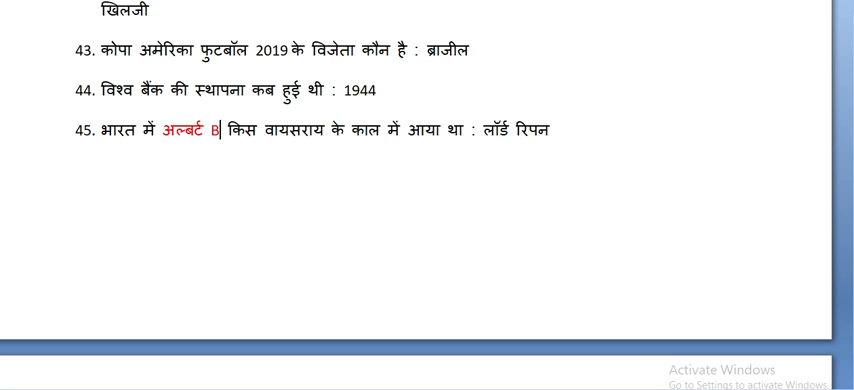 खिलजी
43. कोपा अमेरिका फुटबॉल 2019 के विजेता कौन है : ब्राजील
44. विश्व बैंक की स्थापना कब हुई थी : 1944
45. भारत में अल्बर्ट B किस वायसराय के काल में आया था : लॉर्ड रिपन
Activate Windows
Go to Settings to activate Windows.